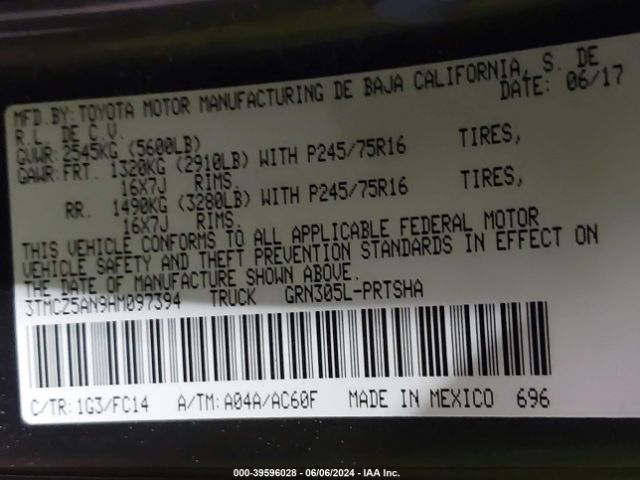 MFD.BY:TOYOTA MOTOR MANUFACTURING DE BAJA CALIFORNIA, S. DE
R L. DE C.V. DATE: 06/17
GVWR: 2545KG (5600LB)
GAWR:FRT. 1320KG (2910LB) WITH P245/75R16 TIRES,
16X7J RIMS.
RR. 1490KG (3280LB) WITH P245/75R16 TIRES,
16X7J RIMS.
THIS VEHICLE CONFORMS TO ALL APPLICABLE FEDERAL MOTOR
VEHICLE SAFETY AND THEFT PREVENTION STANDARDS IN EFFECT ON
THE DATE OF MANUFACTURE SHOWN ABOVE.
3TMCZ5AN9HM097394 TRUCK GRN305L-PRTSHA
C/TR:1G3/FC14 A/TM:A04A/AC60F MADE IN MEXICO 696
000-39596028 - 06/06/2024 - IAA Inc.